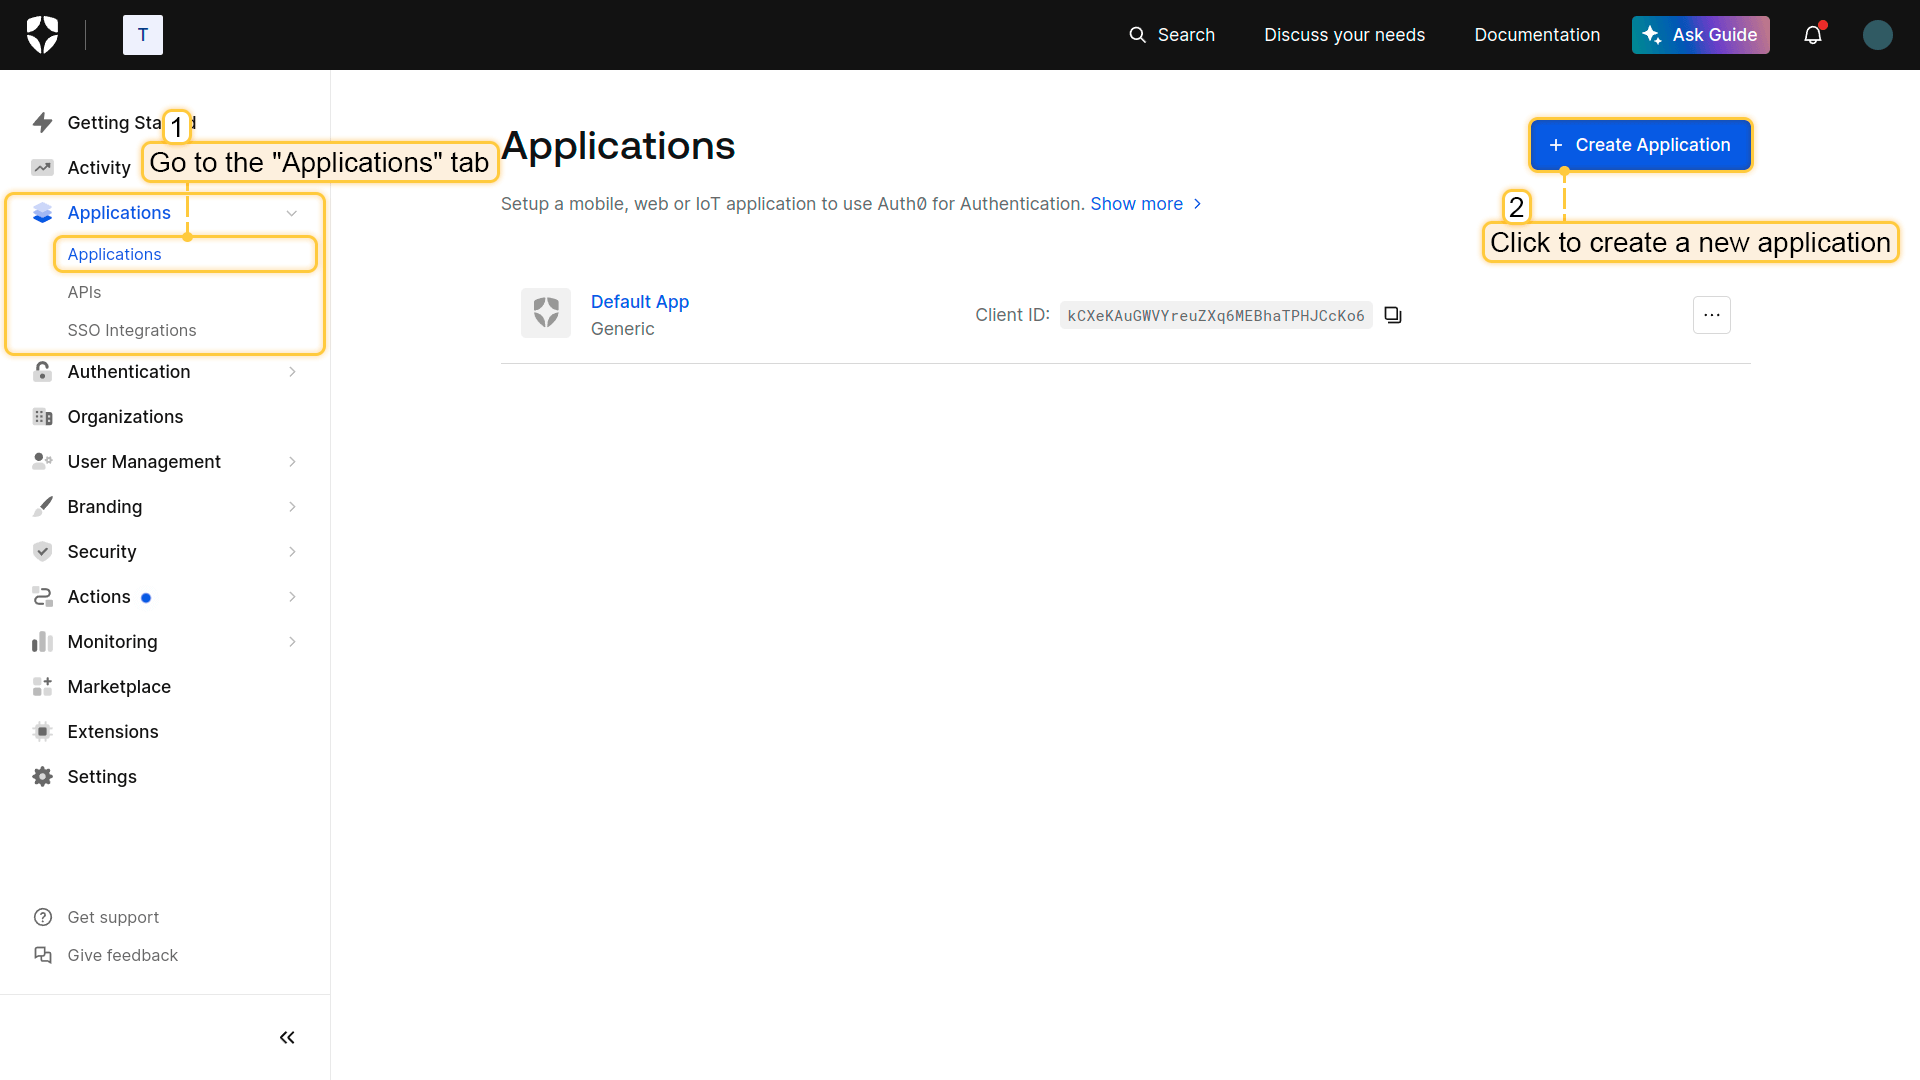 T
Search
Discuss your needs
Documentation
Ask Guide
Getting Sta d
1
Activity
Go to the "Applications" tab
Applications
Applications
APIs
SSO Integrations
Authentication
Organizations
User Management
Branding
Security
Actions
Monitoring
Marketplace
Extensions
Settings
Get support
Give feedback
Applications
+ Create Application
Setup a mobile, web or IoT application to use Auth0 for Authentication. Show more
2
Click to create a new application
Default App
Generic
Client ID: kCXeKAuGWVYreuZXq6MEBhaTPHJCcKo6